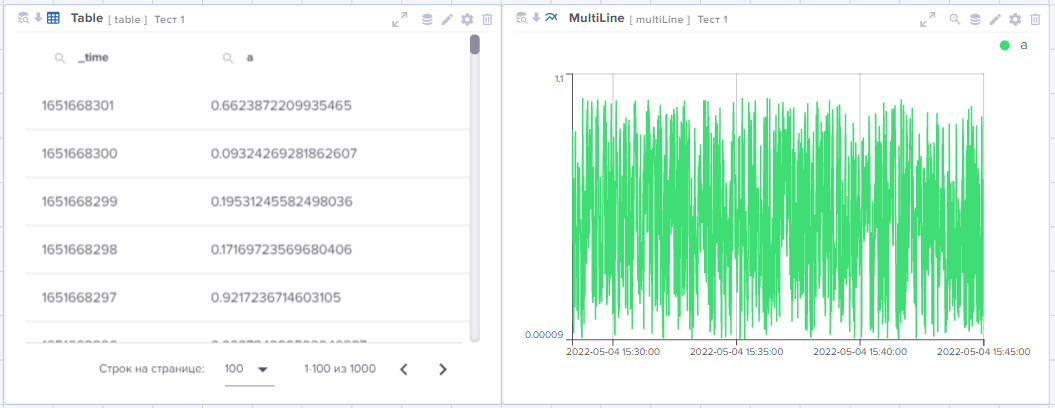 Table [ table ] Тест 1
_time a
1651668301 0.6623872209935465
1651668300 0.09324269281862607
1651668299 0.19531245582498036
1651668298 0.17169723569680406
1651668297 0.9217236714603105
Строк на странице: 100 1-100 из 1000
MultiLine [ multiLine ] Тест 1
a
1.1
0.00009
2022-05-04 15:30:00 2022-05-04 15:35:00 2022-05-04 15:40:00 2022-05-04 15:45:00